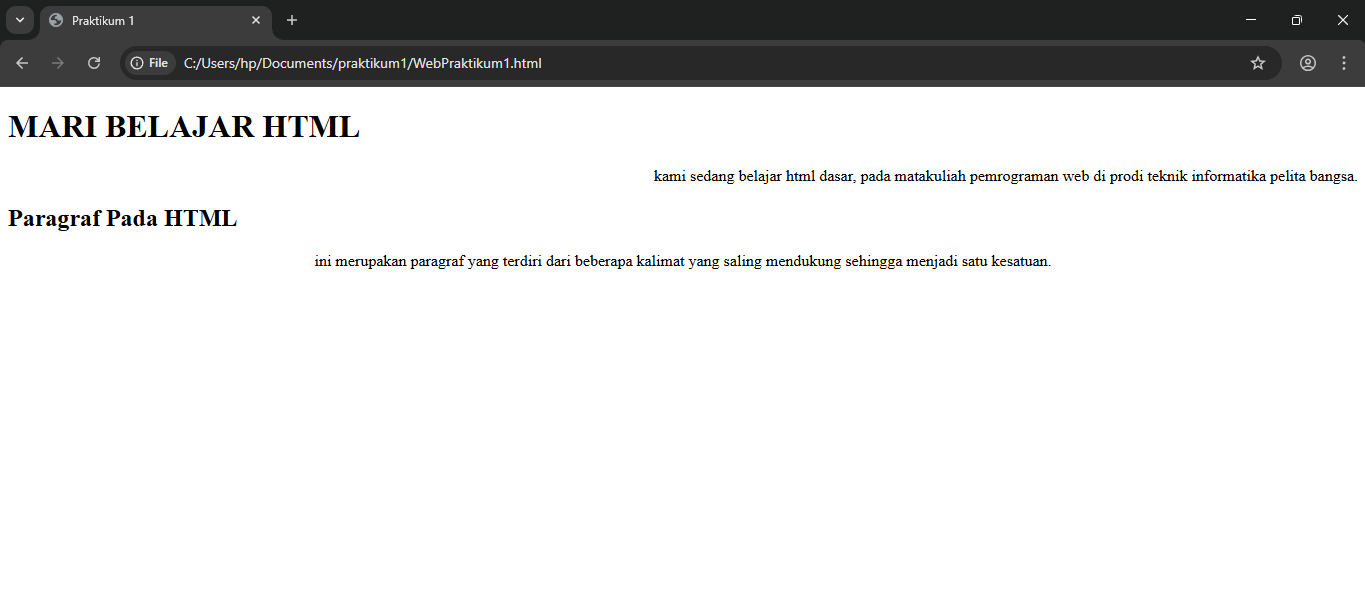 Praktikum 1
File C:/Users/hp/Documents/praktikum1/WebPraktikum1.html
MARI BELAJAR HTML
kami sedang belajar html dasar, pada matakuliah pemrograman web di prodi teknik informatika pelita bangsa.
Paragraf Pada HTML
ini merupakan paragraf yang terdiri dari beberapa kalimat yang saling mendukung sehingga menjadi satu kesatuan.